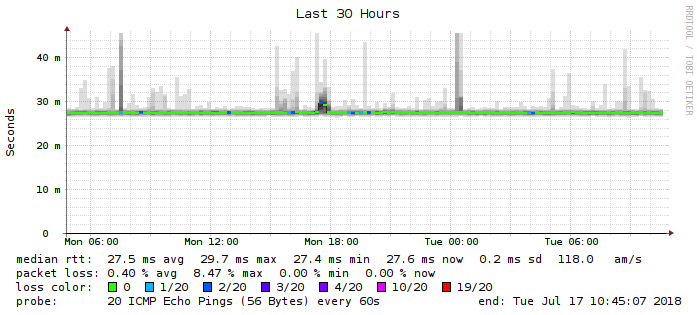 Last 30 Hours
RRDTOOL / TOBI OETIKER
Seconds
40 m
30 m
20 m
10 m
0
Mon 06:00 Mon 12:00 Mon 18:00 Tue 00:00 Tue 06:00
median rtt: 27.5 ms avg 29.7 ms max 27.4 ms min 27.6 ms now 0.2 ms sd 118.0 am/s
packet loss: 0.40 % avg 8.47 % max 0.00 % min 0.00 % now
loss color: 0 1/20 2/20 3/20 4/20 10/20 19/20
probe: 20 ICMP Echo Pings (56 Bytes) every 60s end: Tue Jul 17 10:45:07 2018